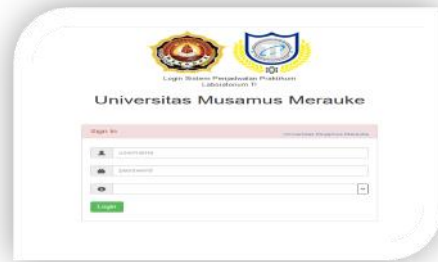 Login Sistem Penjadwalan Praktikum
Laboratorium TI
Universitas Musamus Merauke
Sign In
Universitas Musamus Merauke
username
password
Login